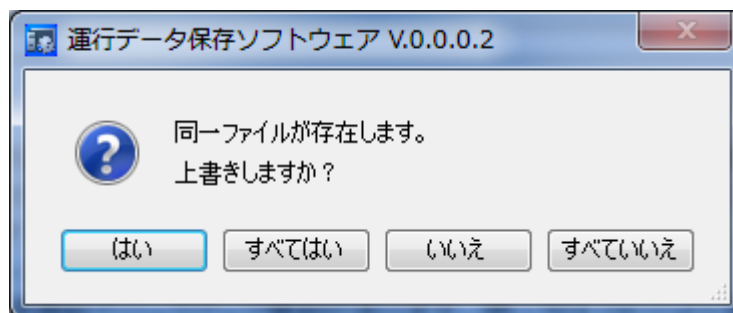 運行データ保存ソフトウェア V.0.0.0.2
同一ファイルが存在します。
上書きしますか？
はい
すべてはい
いいえ
すべていいえ